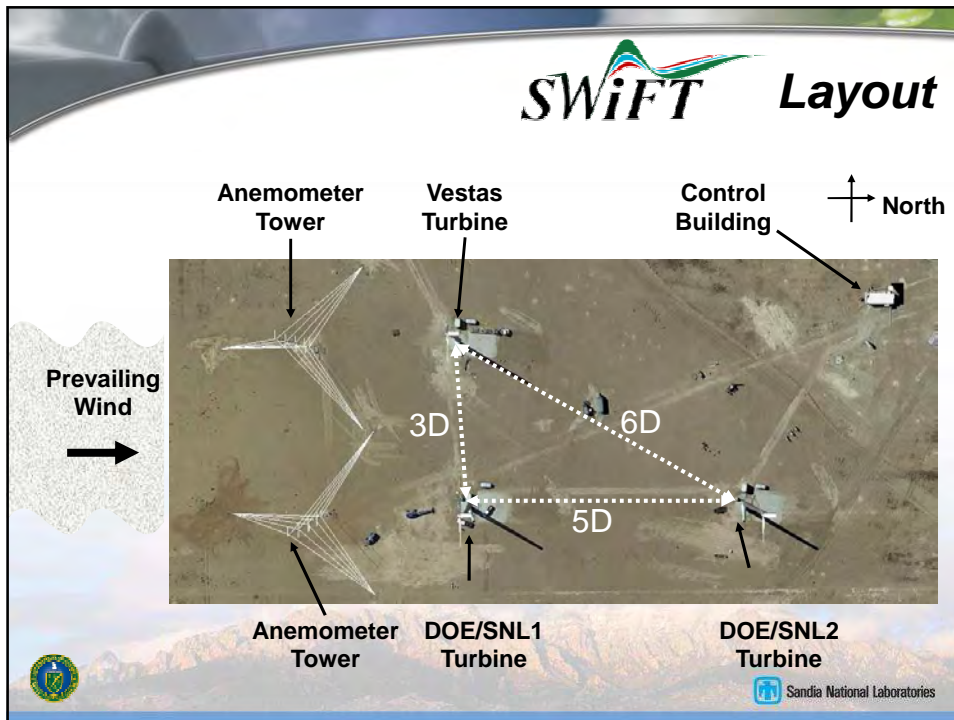 SWiFT Layout
Anemometer
Tower
Vestas
Turbine
Control
Building
North
Prevailing
Wind
3D
6D
5D
Anemometer
Tower
DOE/SNL1
Turbine
DOE/SNL2
Turbine
Sandia National Laboratories